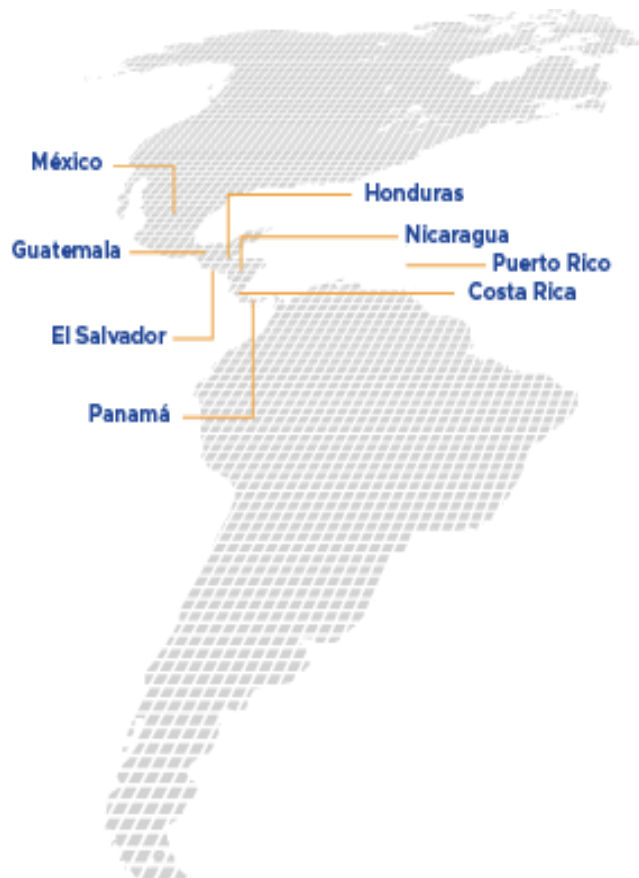 México
Honduras
Nicaragua
Guatemala
Puerto Rico
Costa Rica
El Salvador
Panamá